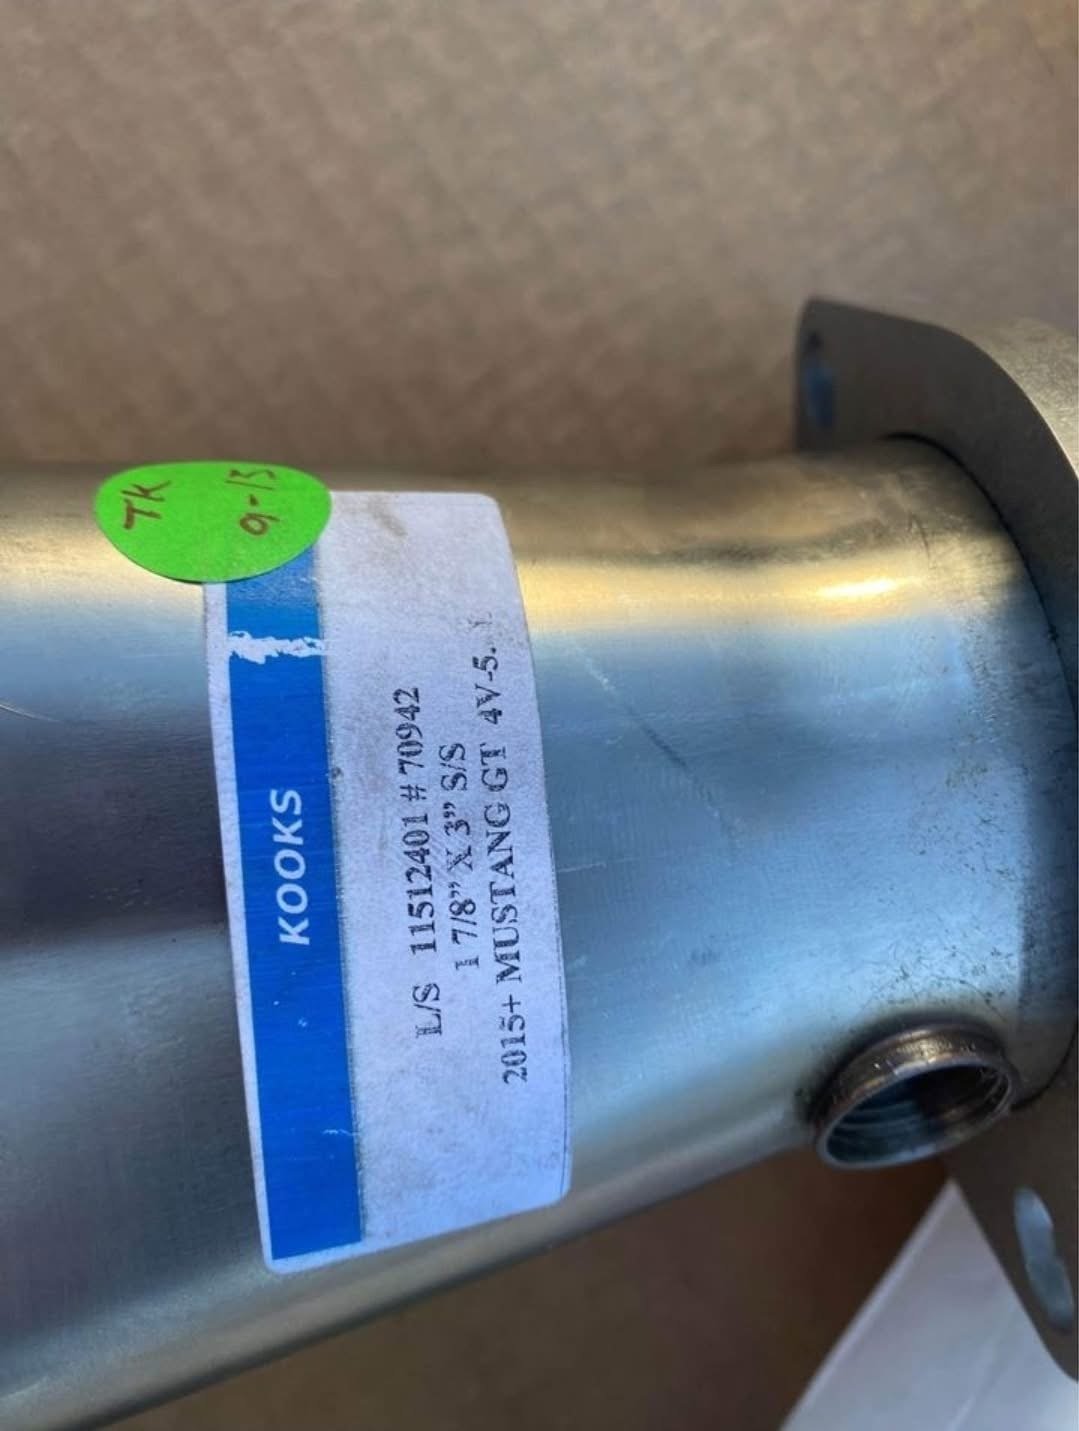 TK
9-13
KOOKS
L/S 11512401 # 70942
1 7/8" X 3" S/S
2015+ MUSTANG GT 4V-5.